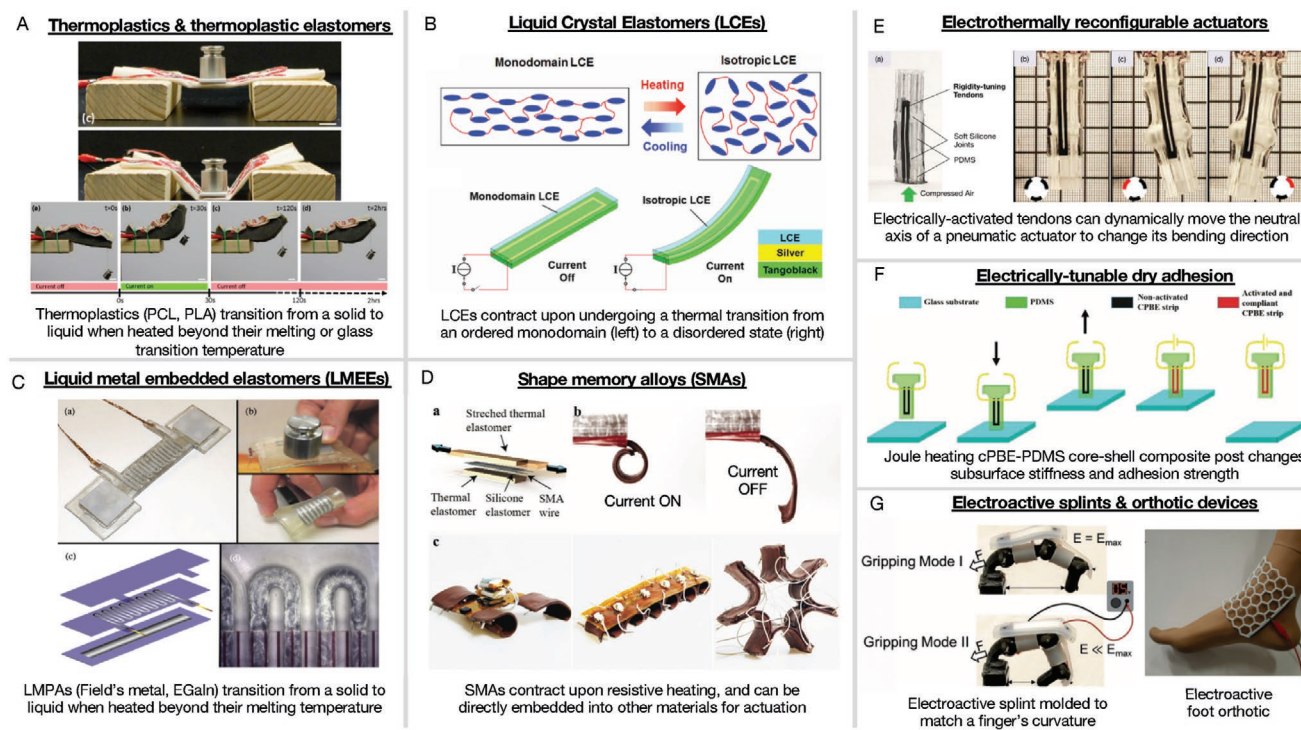 A Thermoplastics & thermoplastic elastomers
(c)
(a) t=0s
(b) t=30s
(c) t=120s
(d) t=2hrs
Current off
Current on
Current off
0s
30s
120s
2hrs
Thermoplastics (PCL, PLA) transition from a solid to
liquid when heated beyond their melting or glass
transition temperature
B Liquid Crystal Elastomers (LCEs)
Monodomain LCE
Isotropic LCE
Heating
Cooling
Monodomain LCE
Isotropic LCE
I
Current
Off
I
Current
On
LCE
Silver
Tangoblack
LCEs contract upon undergoing a thermal transition from
an ordered monodomain (left) to a disordered state (right)
C Liquid metal embedded elastomers (LMEEs)
(a)
(b)
(c)
(d)
LMPAs (Field's metal, EGaIn) transition from a solid to
liquid when heated beyond their melting temperature
D Shape memory alloys (SMAs)
a
Streched thermal
elastomer
Thermal
elastomer
Silicone
elastomer
SMA
wire
b
Current ON
Current
OFF
c
SMAs contract upon resistive heating, and can be
directly embedded into other materials for actuation
E Electrothermally reconfigurable actuators
(a)
Rigidity-tuning
Tendons
Soft Silicone
Joints
PDMS
Compressed Air
(b)
(c)
(d)
Electrically-activated tendons can dynamically move the neutral
axis of a pneumatic actuator to change its bending direction
F Electrically-tunable dry adhesion
Glass substrate
PDMS
Non-activated
CPBE strip
Activated and
compliant
CPBE strip
Joule heating cPBE-PDMS core-shell composite post changes
subsurface stiffness and adhesion strength
G Electroactive splints & orthotic devices
Gripping Mode I
F
E = Emax
Gripping Mode II
F
E ≪ Emax
Electroactive splint molded to
match a finger's curvature
Electroactive
foot orthotic